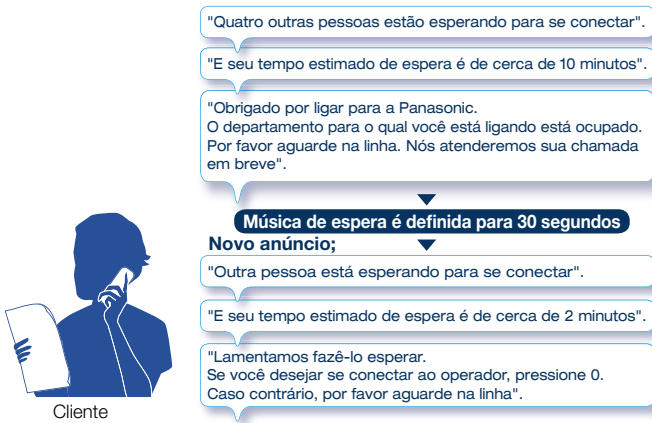 "Quatro outras pessoas estão esperando para se conectar".
"E seu tempo estimado de espera é de cerca de 10 minutos".
"Obrigado por ligar para a Panasonic.
O departamento para o qual você está ligando está ocupado.
Por favor aguarde na linha. Nós atenderemos sua chamada
em breve".
Música de espera é definida para 30 segundos
Novo anúncio;
"Outra pessoa está esperando para se conectar".
"E seu tempo estimado de espera é de cerca de 2 minutos".
"Lamentamos fazê-lo esperar.
Se você desejar se conectar ao operador, pressione 0.
Caso contrário, por favor aguarde na linha".
Cliente